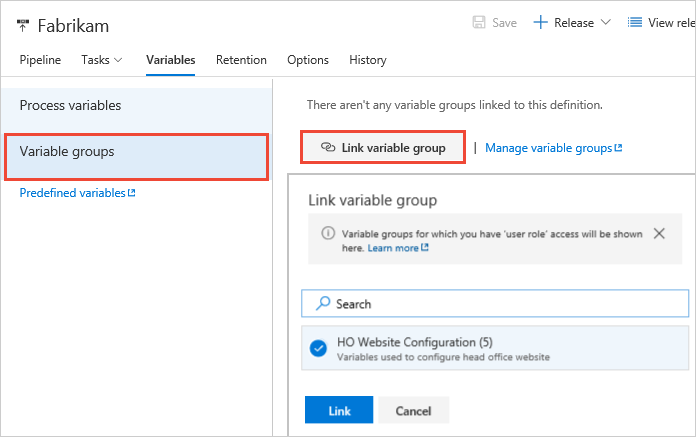 Fabrikam
Save
Release
View rele
Pipeline Tasks Variables Retention Options History
Process variables
Variable groups
Predefined variables
There aren't any variable groups linked to this definition.
Link variable group | Manage variable groups
Link variable group
Variable groups for which you have 'user role' access will be shown
here. Learn more
Search
HO Website Configuration (5)
Variables used to configure head office website
Link
Cancel